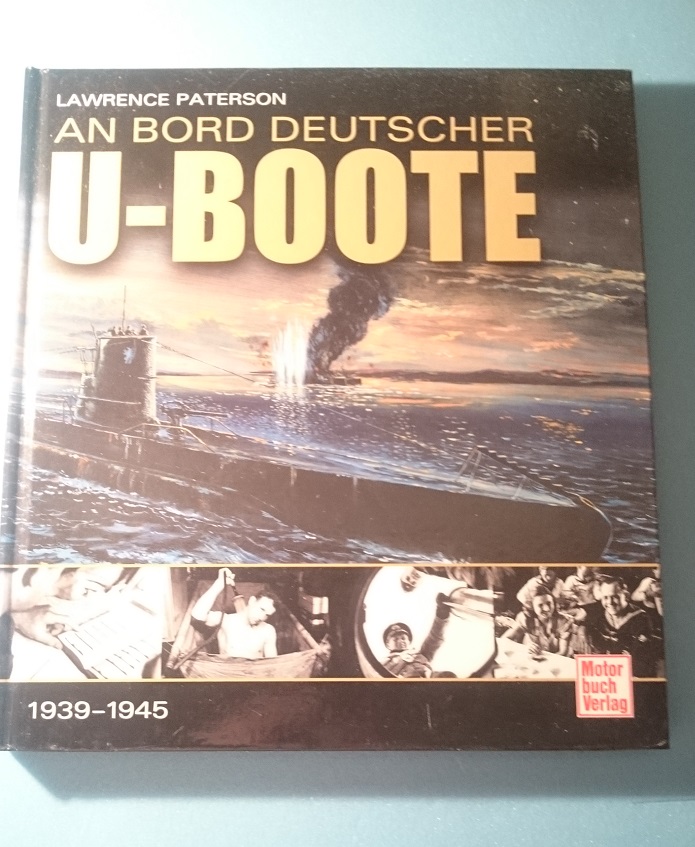 LAWRENCE PATERSON
AN BORD DEUTSCHER
U-BOOTE
1939–1945
Motor
buch
Verlag